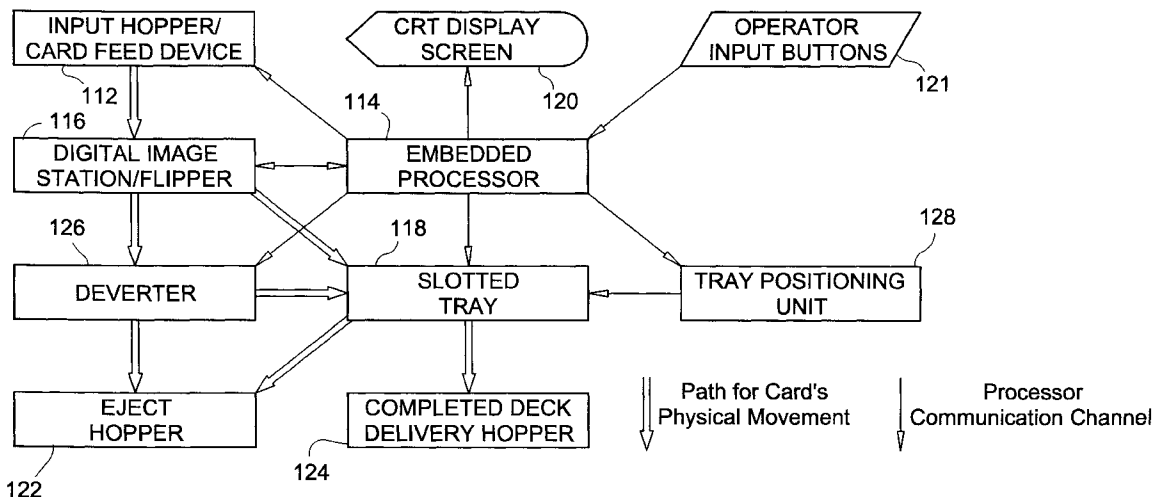 INPUT HOPPER/
CARD FEED DEVICE
112
CRT DISPLAY
SCREEN
120
OPERATOR
INPUT BUTTONS
121
116
DIGITAL IMAGE
STATION/FLIPPER
114
EMBEDDED
PROCESSOR
126
DEVERTER
118
SLOTTED
TRAY
128
TRAY POSITIONING
UNIT
EJECT
HOPPER
122
COMPLETED DECK
DELIVERY HOPPER
124
Path for Card's
Physical Movement
Processor
Communication Channel